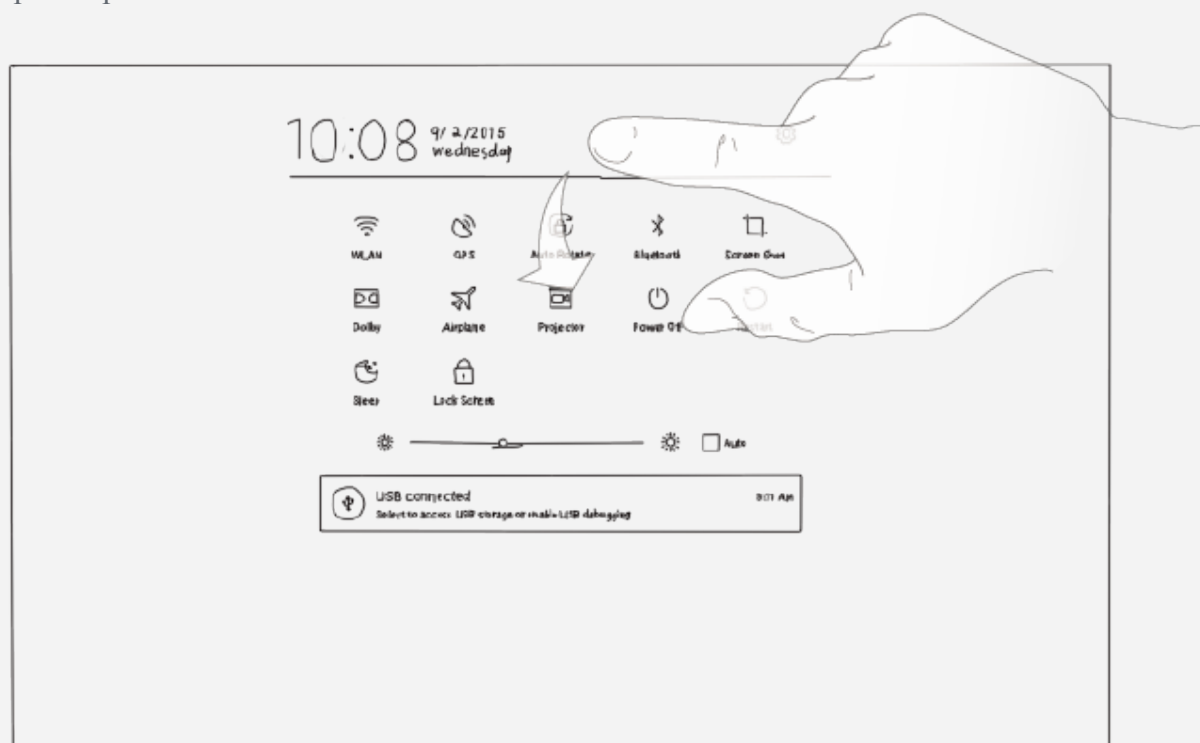 10:08
9/2/2015
Wednesday
WLAN GPS Auto Rotate Bluetooth Screen Shot
Dolby Airplane Projector Power Off
Sleep Lock Screen
Auto
USB connected
Select to access USB storage or enable USB debugging